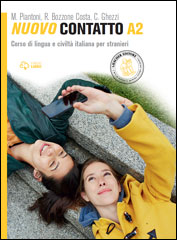 M. Piantoni, R. Bozzone Costa, C. Ghezzi
NUOVO CONTATTO A2
Corso di lingua e civiltà italiana per stranieri